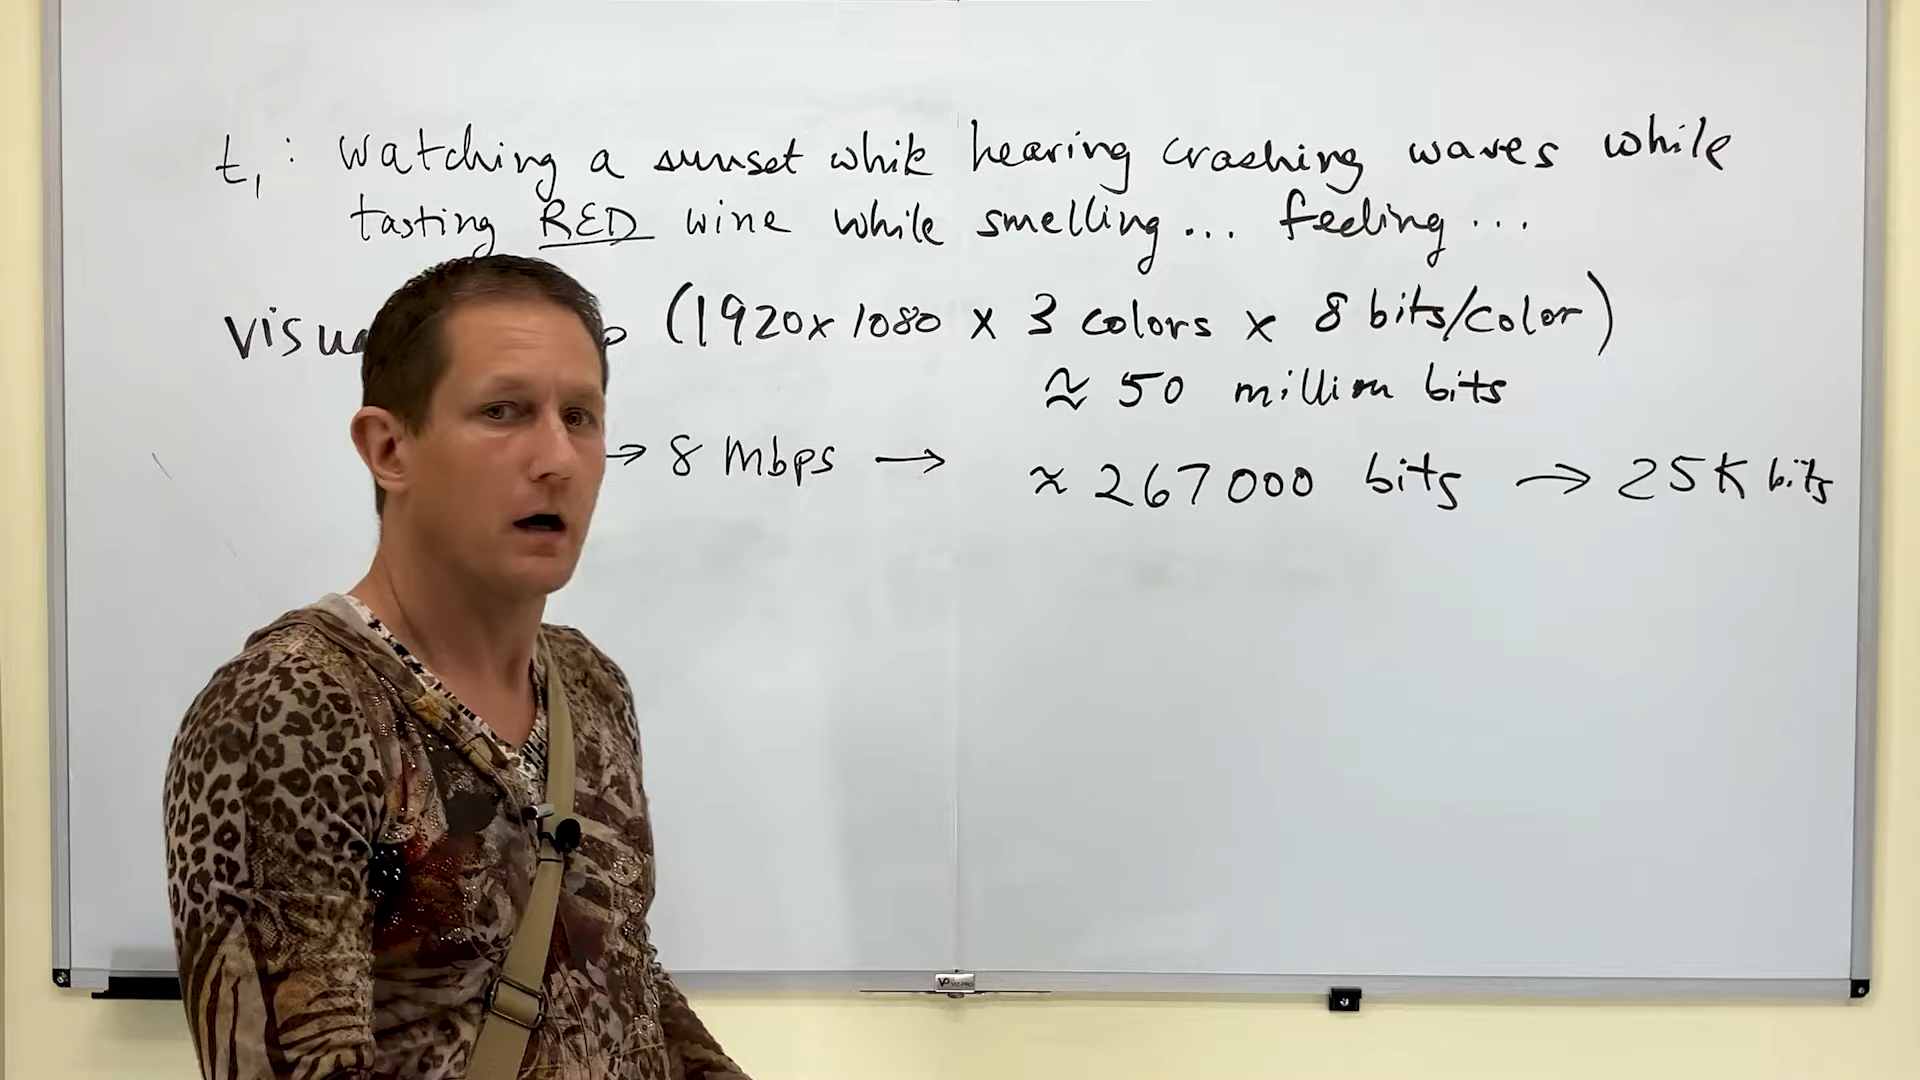 t₁ : Watching a sunset while hearing crashing waves while
tasting RED wine while smelling... feeling...
(1920x1080 x 3 colors x 8 bits/color)
≈ 50 million bits
→ 8 Mbps → ≈ 267000 bits → 25K bits